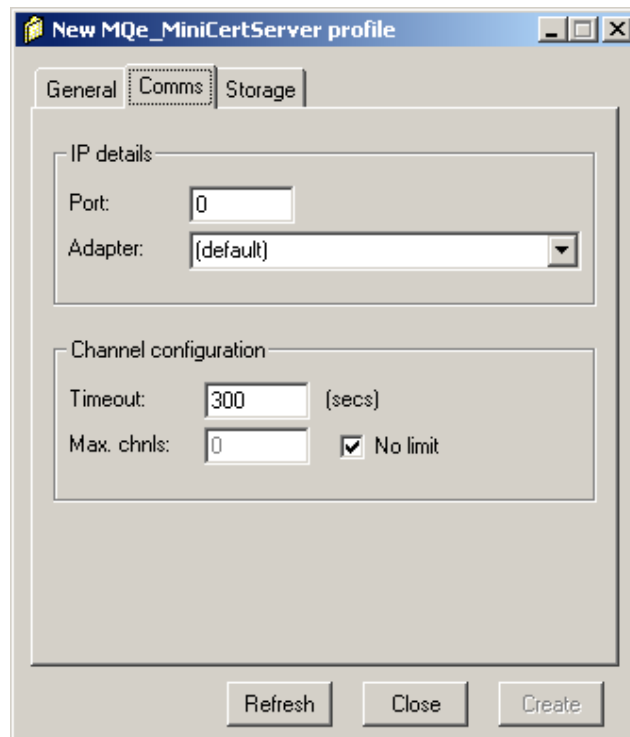 New MQe_MiniCertServer profile
General Comms Storage
IP details
Port: 0
Adapter: (default)
Channel configuration
Timeout: 300 (secs)
Max. chnls: 0 No limit
Refresh Close Create